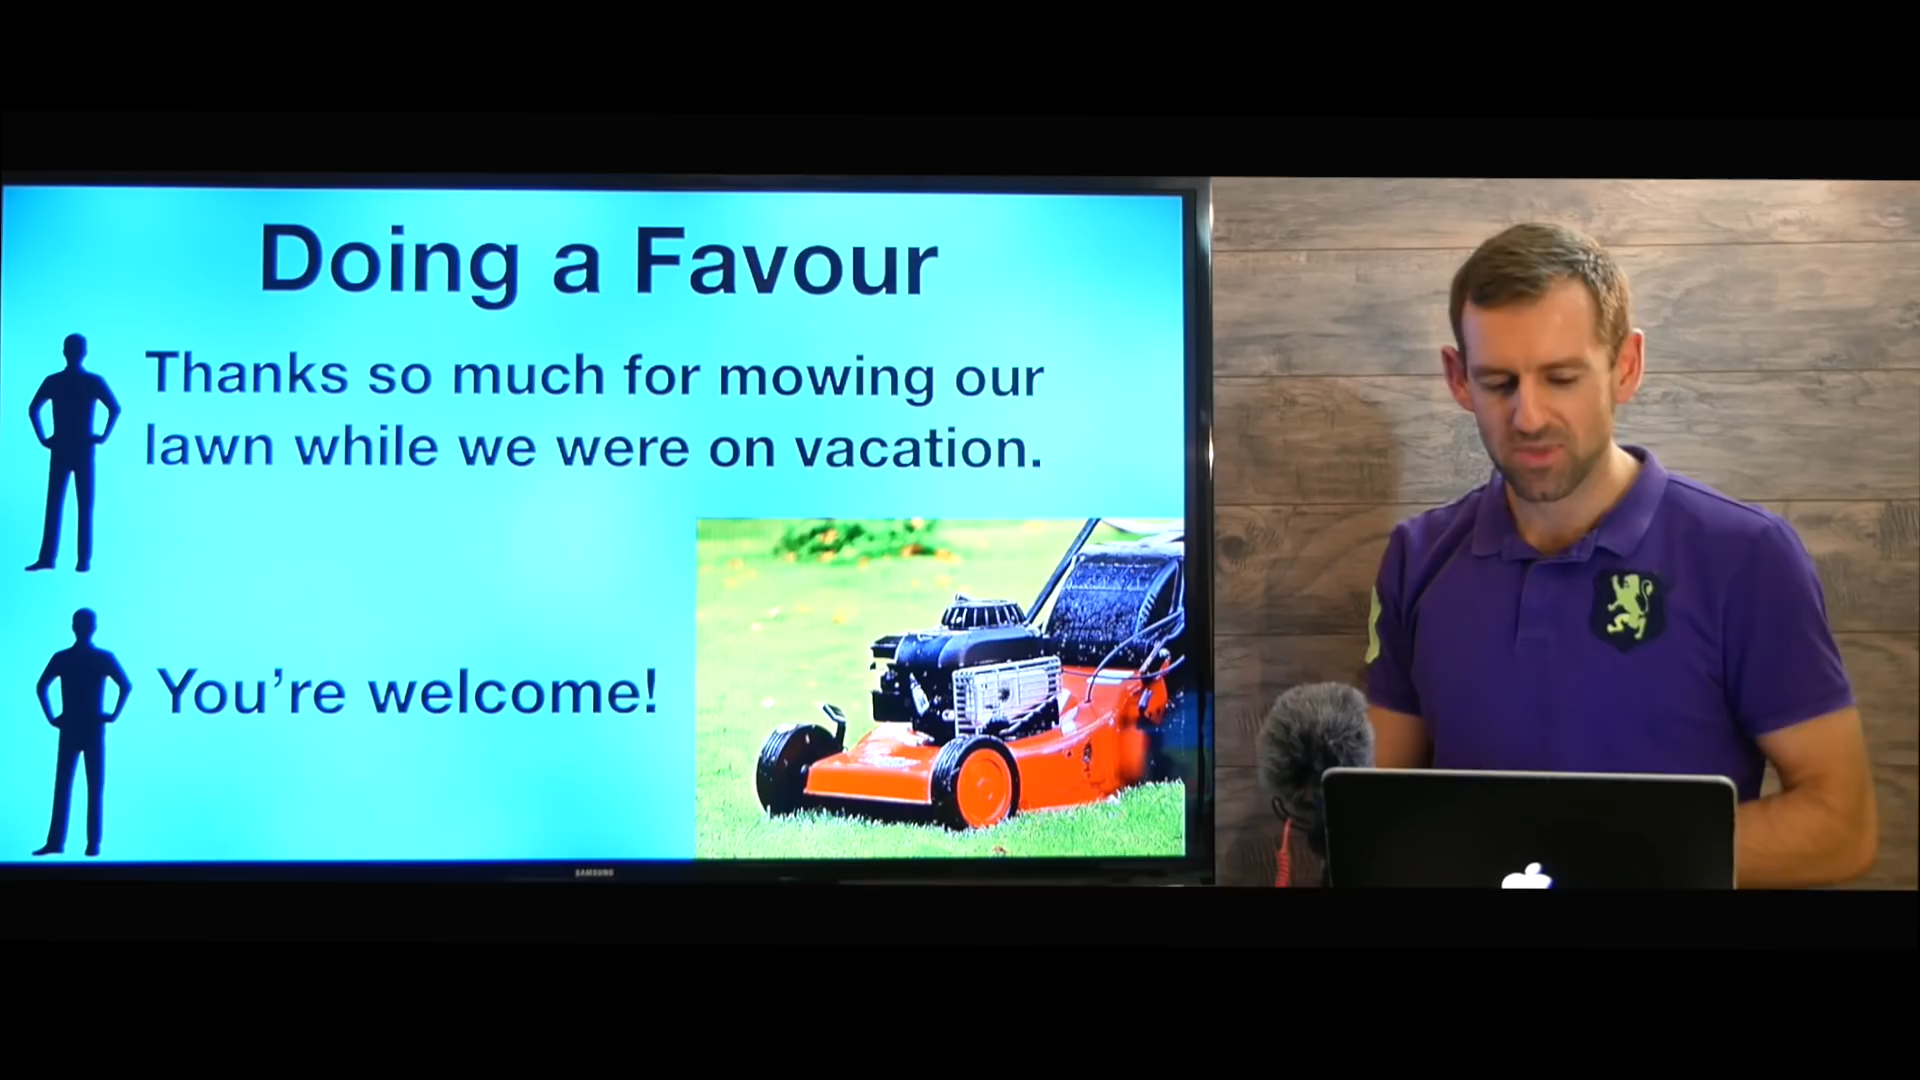 Doing a Favour
Thanks so much for mowing our
lawn while we were on vacation.
You're welcome!
SAMSUNG